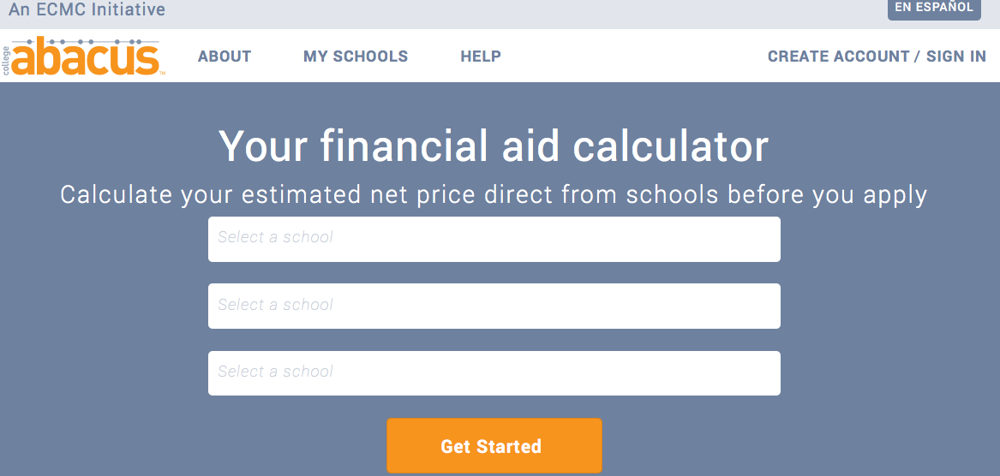 An ECMC Initiative
EN ESPAÑOL
college abacus™
ABOUT
MY SCHOOLS
HELP
CREATE ACCOUNT / SIGN IN
Your financial aid calculator
Calculate your estimated net price direct from schools before you apply
Select a school
Select a school
Select a school
Get Started